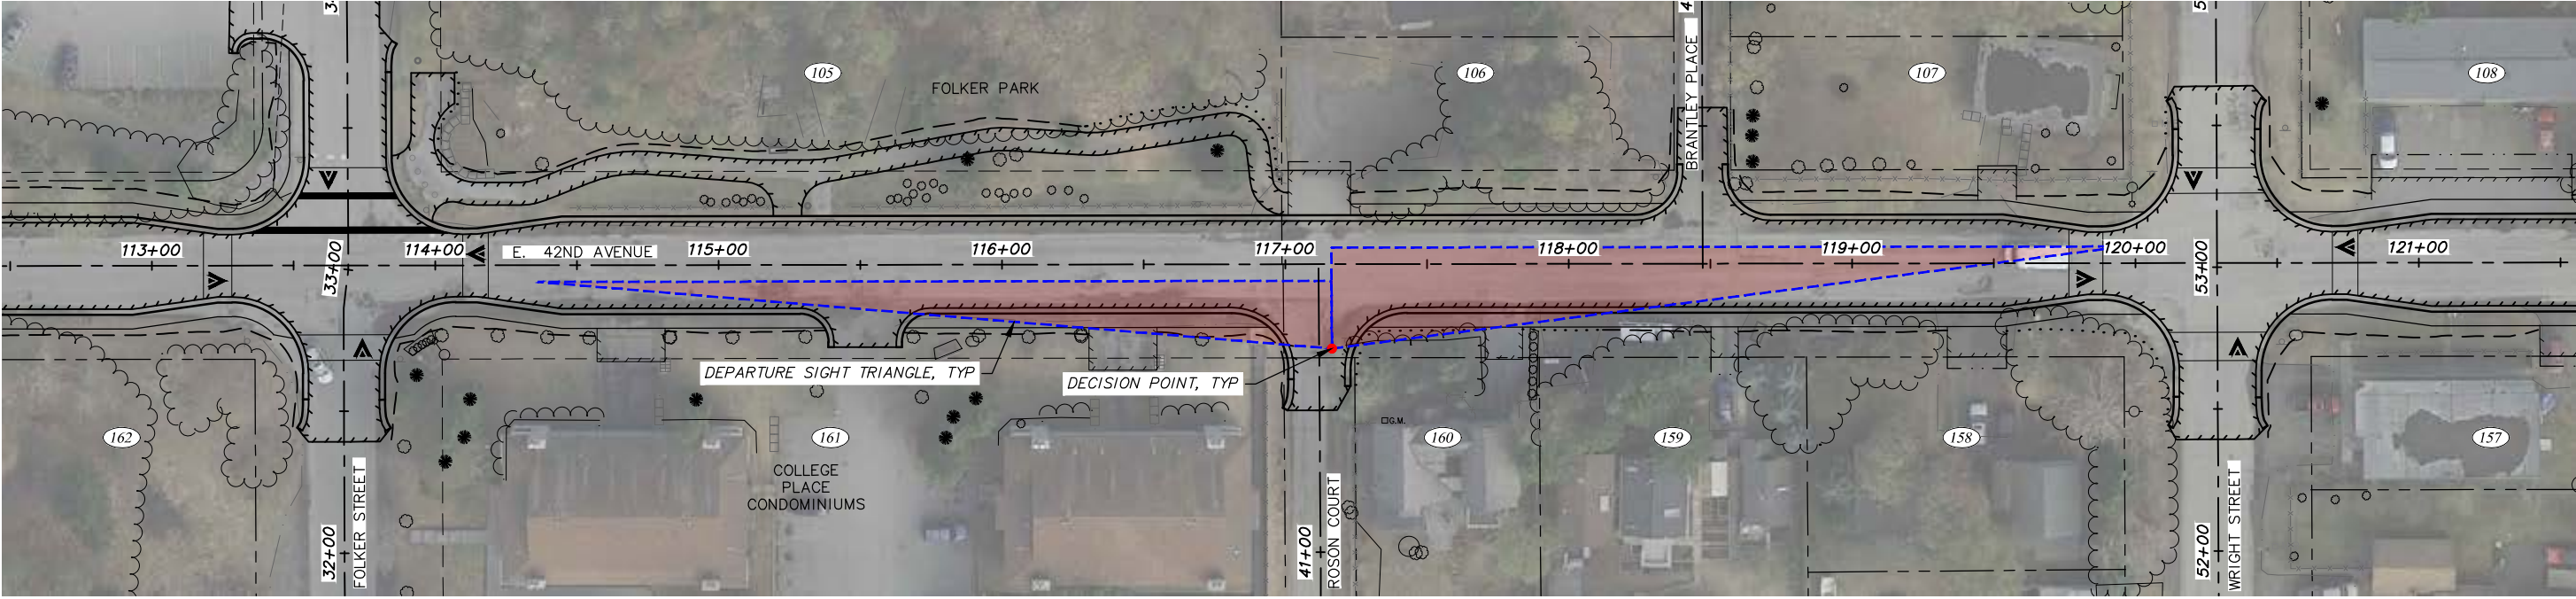 105
FOLKER PARK
106
BRANTLEY PLACE
107
108
113+00
33+00
114+00
E. 42ND AVENUE
115+00
116+00
117+00
118+00
119+00
120+00
53+00
121+00
DEPARTURE SIGHT TRIANGLE, TYP
DECISION POINT, TYP
162
161
G.M.
160
159
158
157
COLLEGE
PLACE
CONDOMINIUMS
32+00
FOLKER STREET
41+00
ROSON COURT
52+00
WRIGHT STREET